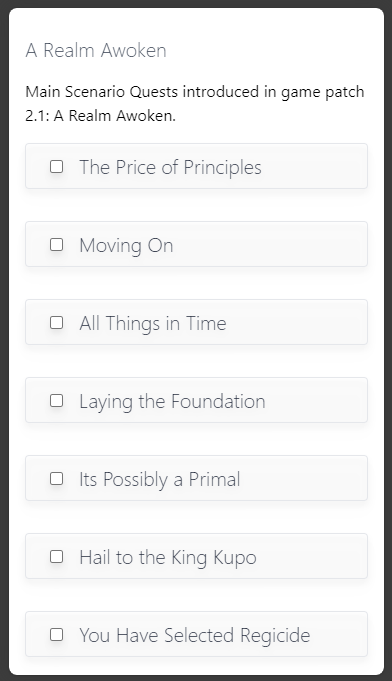 A Realm Awoken
Main Scenario Quests introduced in game patch
2.1: A Realm Awoken.
The Price of Principles
Moving On
All Things in Time
Laying the Foundation
Its Possibly a Primal
Hail to the King Kupo
You Have Selected Regicide